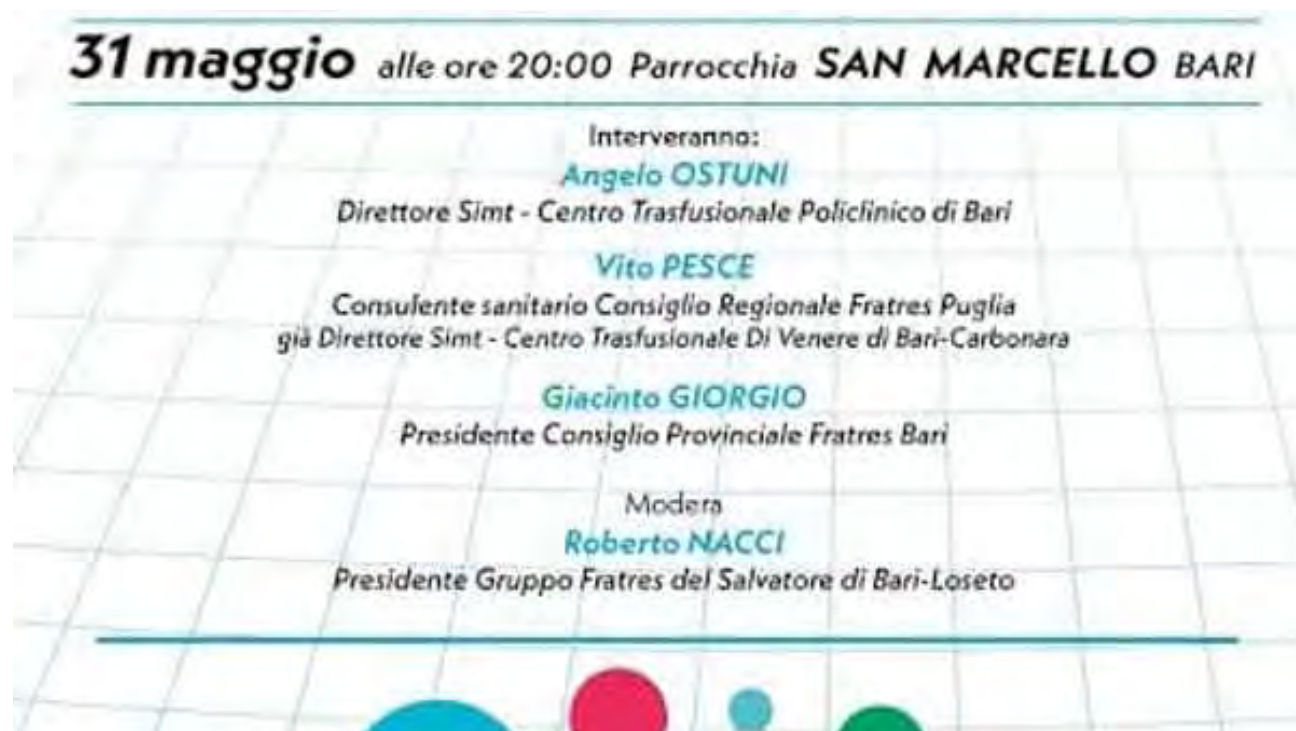 31 maggio alle ore 20:00 Parrocchia SAN MARCELLO BARI
Interveranno:
Angelo OSTUNI
Direttore Simt - Centro Trasfusionale Policlinico di Bari
Vito PESCE
Consulente sanitario Consiglio Regionale Fratres Puglia
già Direttore Simt - Centro Trasfusionale Di Venere di Bari-Carbonara
Giacinto GIORGIO
Presidente Consiglio Provinciale Fratres Bari
Modera
Roberto NACCI
Presidente Gruppo Fratres del Salvatore di Bari-Loseto